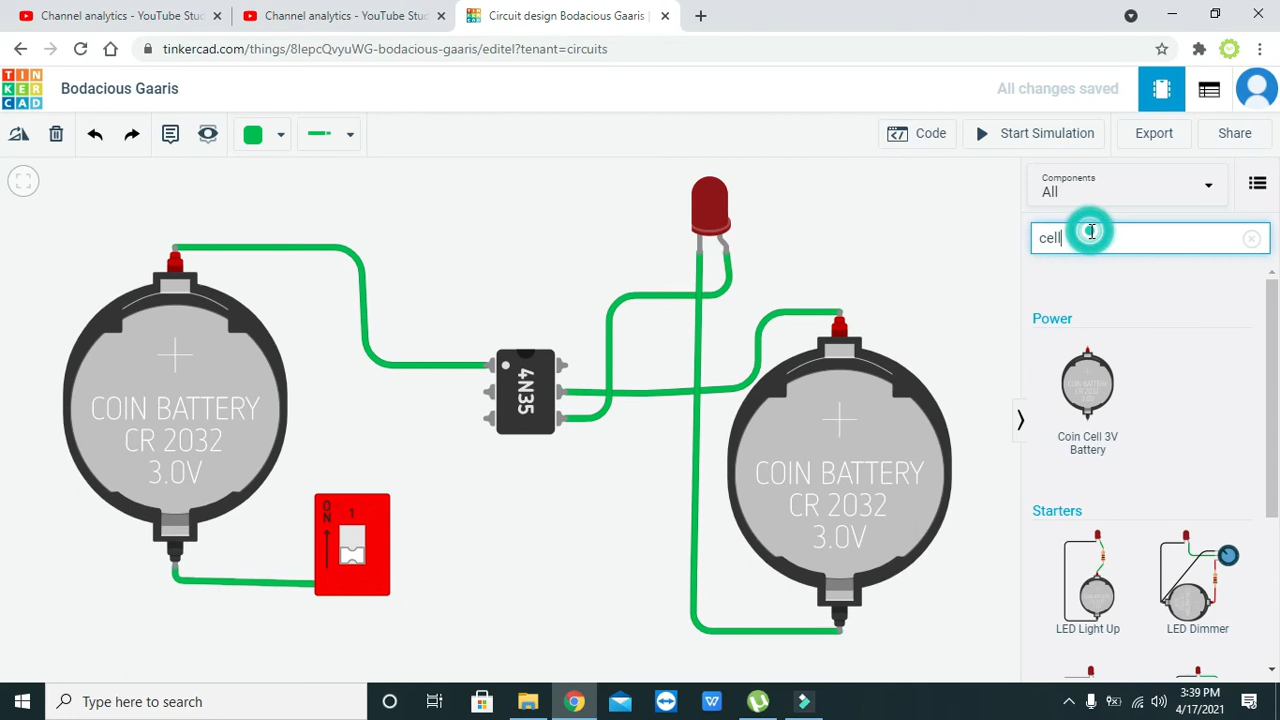 Channel analytics - YouTube Stud
Channel analytics - YouTube Stud
Circuit design Bodacious Gaaris |
tinkercad.com/things/8lepcQvyuWG-bodacious-gaaris/editel?tenant=circuits
TIN
KER
CAD
Bodacious Gaaris
All changes saved
Code
Start Simulation
Export
Share
Components
All
cell
Power
Coin Cell 3V
Battery
Starters
LED Light Up
LED Dimmer
COIN BATTERY
CR 2032
3.0V
4N35
COIN BATTERY
CR 2032
3.0V
ON
1
Type here to search
3:39 PM
4/17/2021